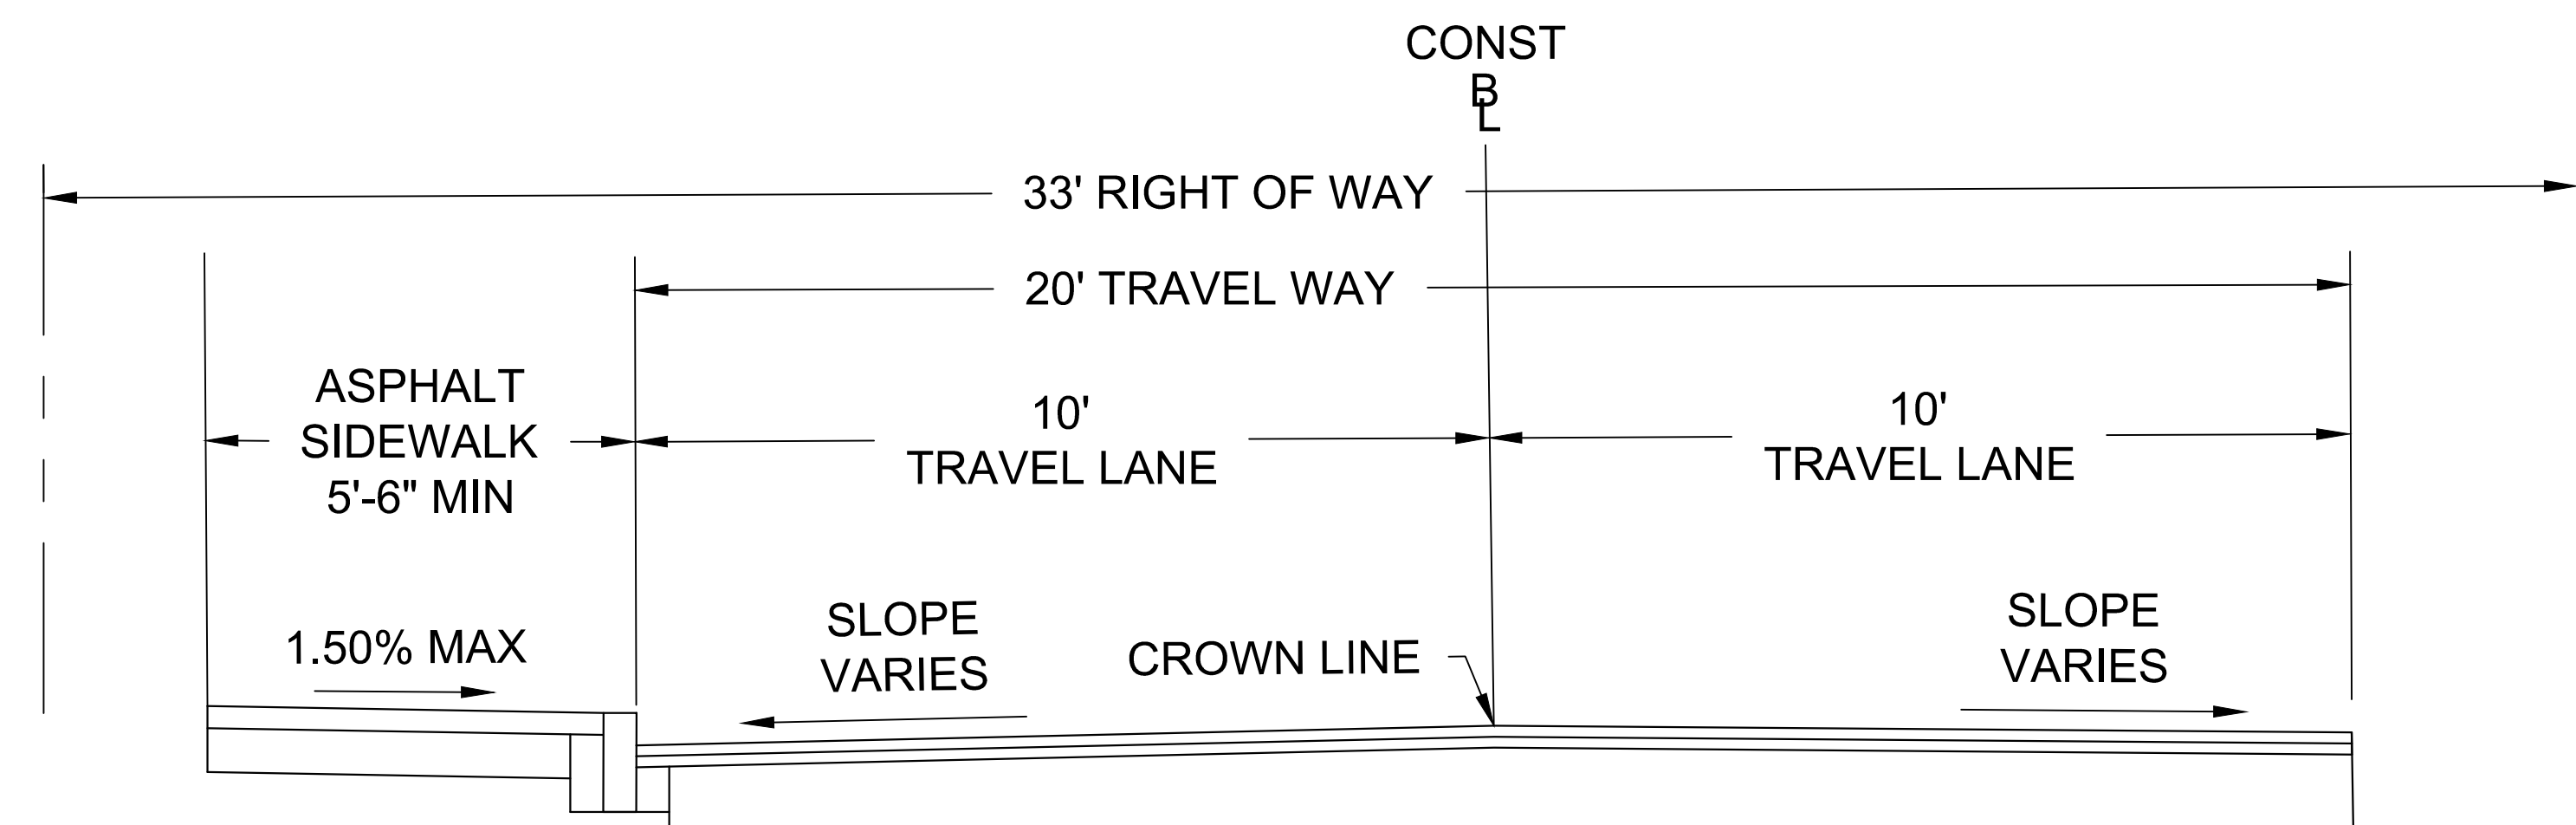 CONST
B
L
33' RIGHT OF WAY
20' TRAVEL WAY
ASPHALT
SIDEWALK
5'-6" MIN
10'
TRAVEL LANE
10'
TRAVEL LANE
1.50% MAX
SLOPE
VARIES
CROWN LINE
SLOPE
VARIES